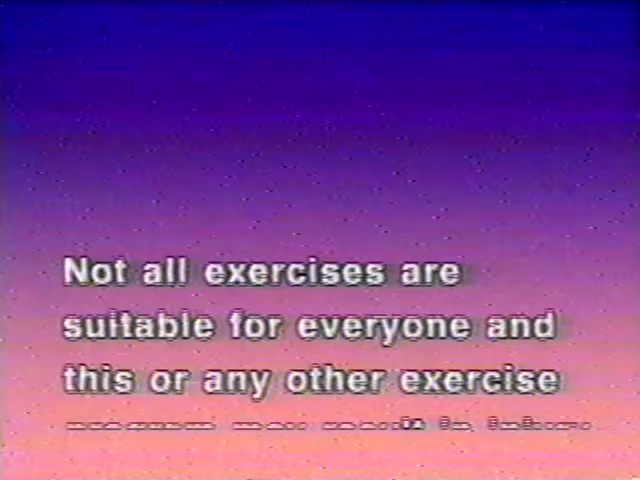 Not all exercises are
suitable for everyone and
this or any other exercise